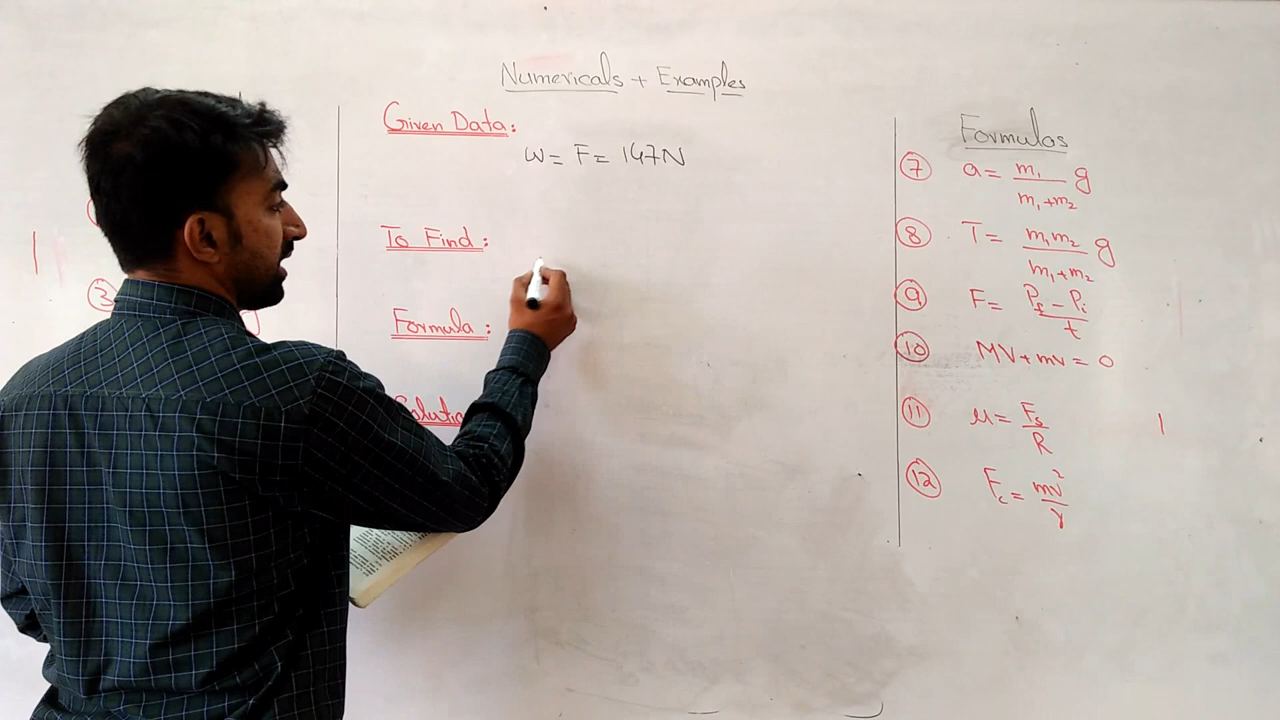 Numericals + Examples
Given Data:
W = F = 147N
To Find:
Formula:
3
Formulas
7 a = m₁ / m₁+m₂ g
8 T = m₁m₂ / m₁+m₂ g
9 F = P_f - P_i / t
10 MV + mv = 0
11 μ = F_s / R
12 F_c = mv² / r